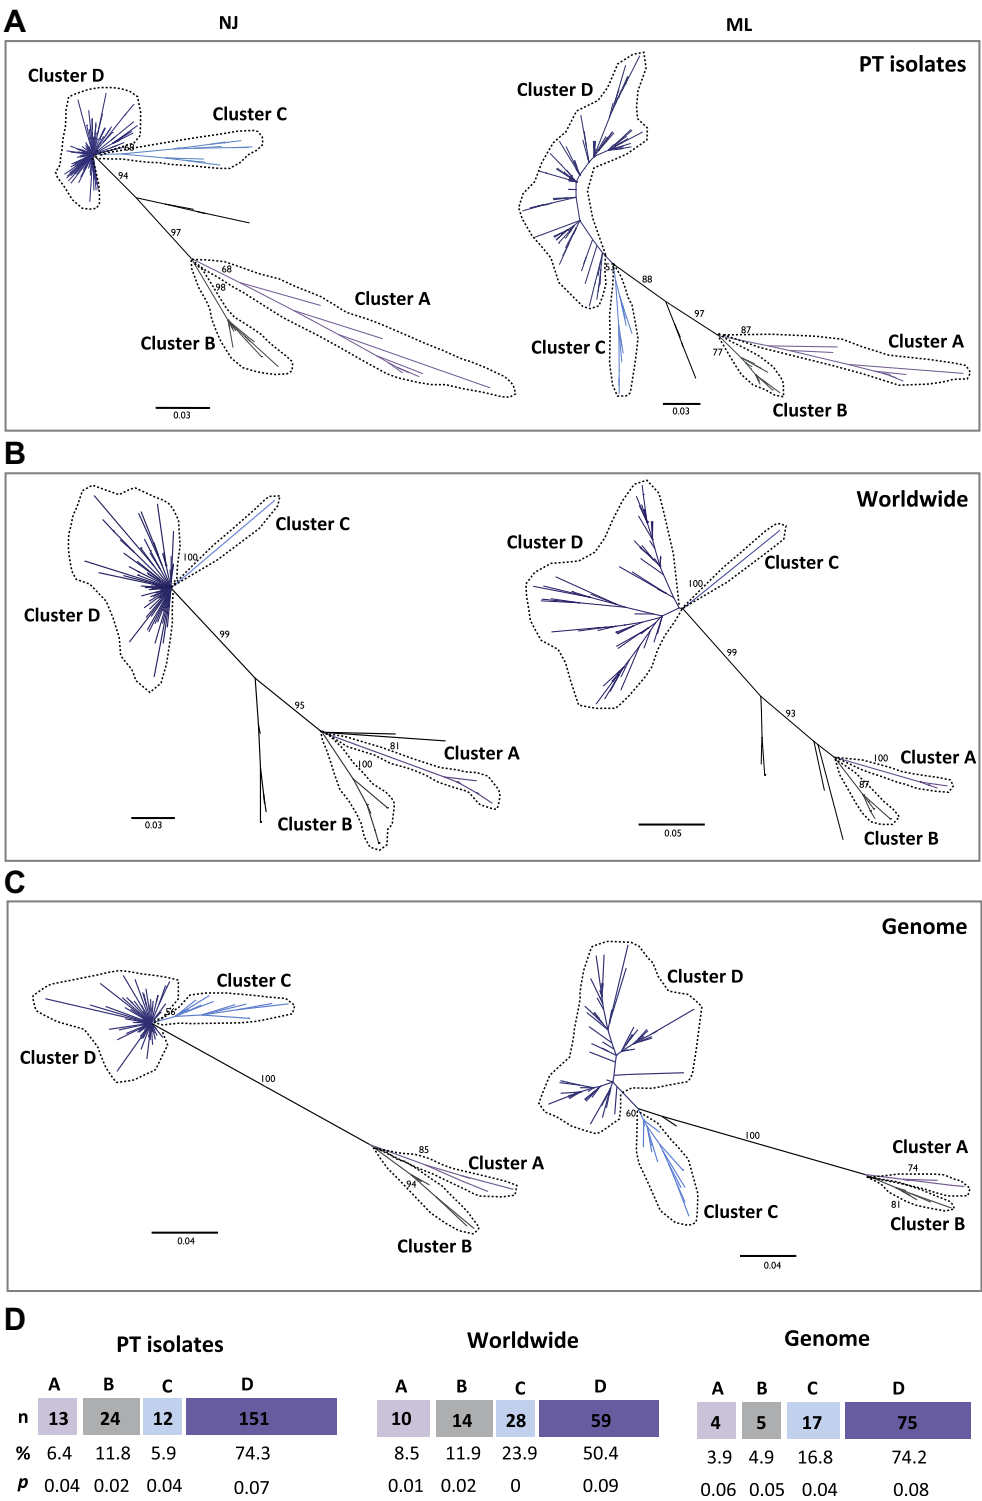 A
NJ
ML
PT isolates
Cluster D
Cluster C
68
94
97
68
98
Cluster A
Cluster B
0.03
Cluster D
53
88
97
87
77
Cluster C
Cluster A
Cluster B
0.03
B
Worldwide
Cluster C
100
Cluster D
99
95
81
100
Cluster A
Cluster B
0.03
Cluster D
100
Cluster C
99
93
100
87
Cluster A
Cluster B
0.05
C
Genome
Cluster C
56
Cluster D
100
85
94
Cluster A
Cluster B
0.04
Cluster D
60
100
Cluster C
Cluster A
74
81
Cluster B
0.04
D
PT isolates Worldwide Genome
A B C D A B C D A B C D
n 13 24 12 151 10 14 28 59 4 5 17 75
% 6.4 11.8 5.9 74.3 8.5 11.9 23.9 50.4 3.9 4.9 16.8 74.2
p 0.04 0.02 0.04 0.07 0.01 0.02 0 0.09 0.06 0.05 0.04 0.08